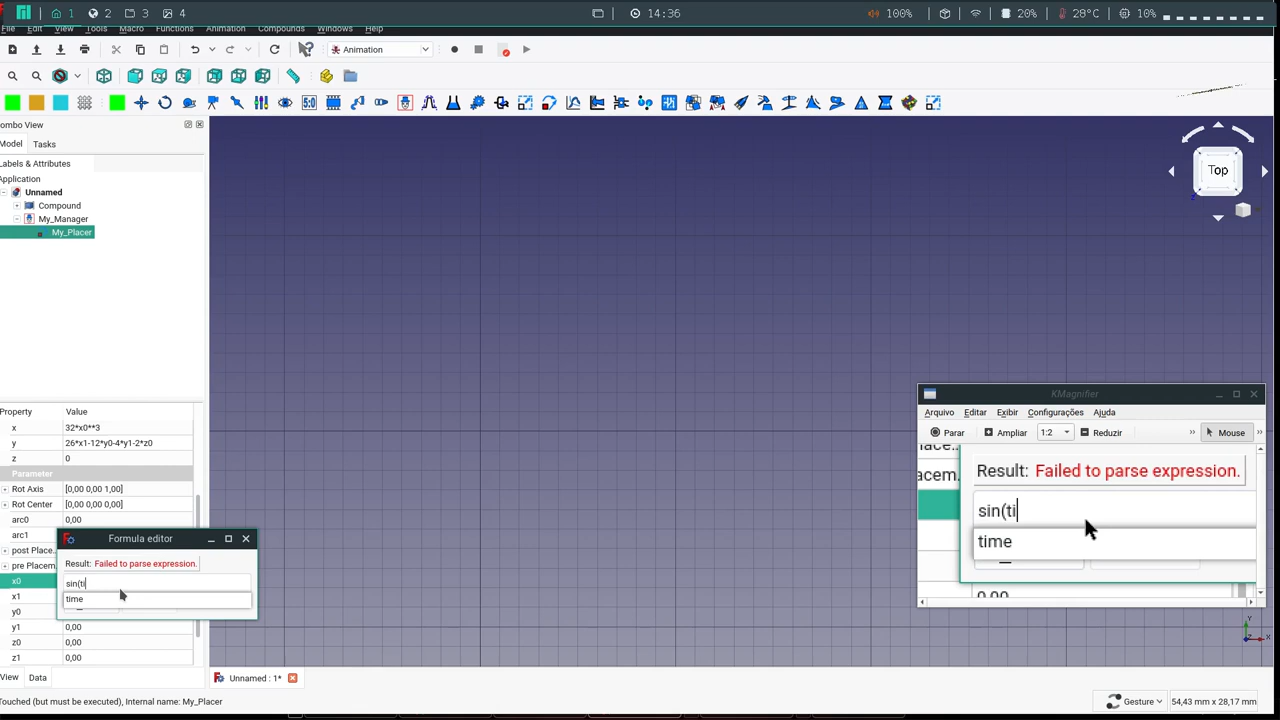 1 2 3 4 14:36 100% 20% 28°C 10%
File Edit View Tools Macro Functions Animation Compounds Windows Help
Animation
5:0
ombo View
Model Tasks
Labels & Attributes
Application
Unnamed
Compound
My_Manager
My_Placer
Top
Z
Property Value
x 32*x0**3
y 26*x1-12*y0-4*y1-2*z0
z 0
Parameter
Rot Axis [0,00 0,00 1,00]
Rot Center [0,00 0,00 0,00]
arc0 0,00
arc1
post Place..
pre Placem.
x0
x1
y0
y1 0,00
z0 0,00
z1 0,00
Formula editor
Result: Failed to parse expression.
sin(ti
time
KMagnifier
Arquivo Editar Exibir Configurações Ajuda
Parar Ampliar 1:2 Reduzir >> Mouse >>
lace..
acem. Result: Failed to parse expression.
sin(ti
time
0,00
Y
Z X
View Data
Unnamed : 1*
Touched (but must be executed), Internal name: My_Placer
Gesture 54,43 mm x 28,17 mm